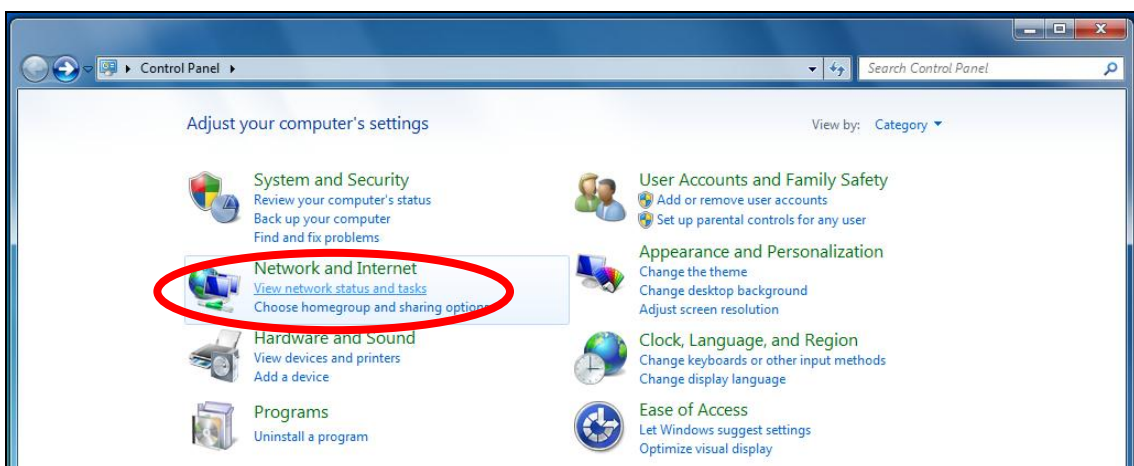 Control Panel
Search Control Panel
Adjust your computer's settings
View by: Category
System and Security
Review your computer's status
Back up your computer
Find and fix problems
Network and Internet
View network status and tasks
Choose homegroup and sharing options
Hardware and Sound
View devices and printers
Add a device
Programs
Uninstall a program
User Accounts and Family Safety
Add or remove user accounts
Set up parental controls for any user
Appearance and Personalization
Change the theme
Change desktop background
Adjust screen resolution
Clock, Language, and Region
Change keyboards or other input methods
Change display language
Ease of Access
Let Windows suggest settings
Optimize visual display